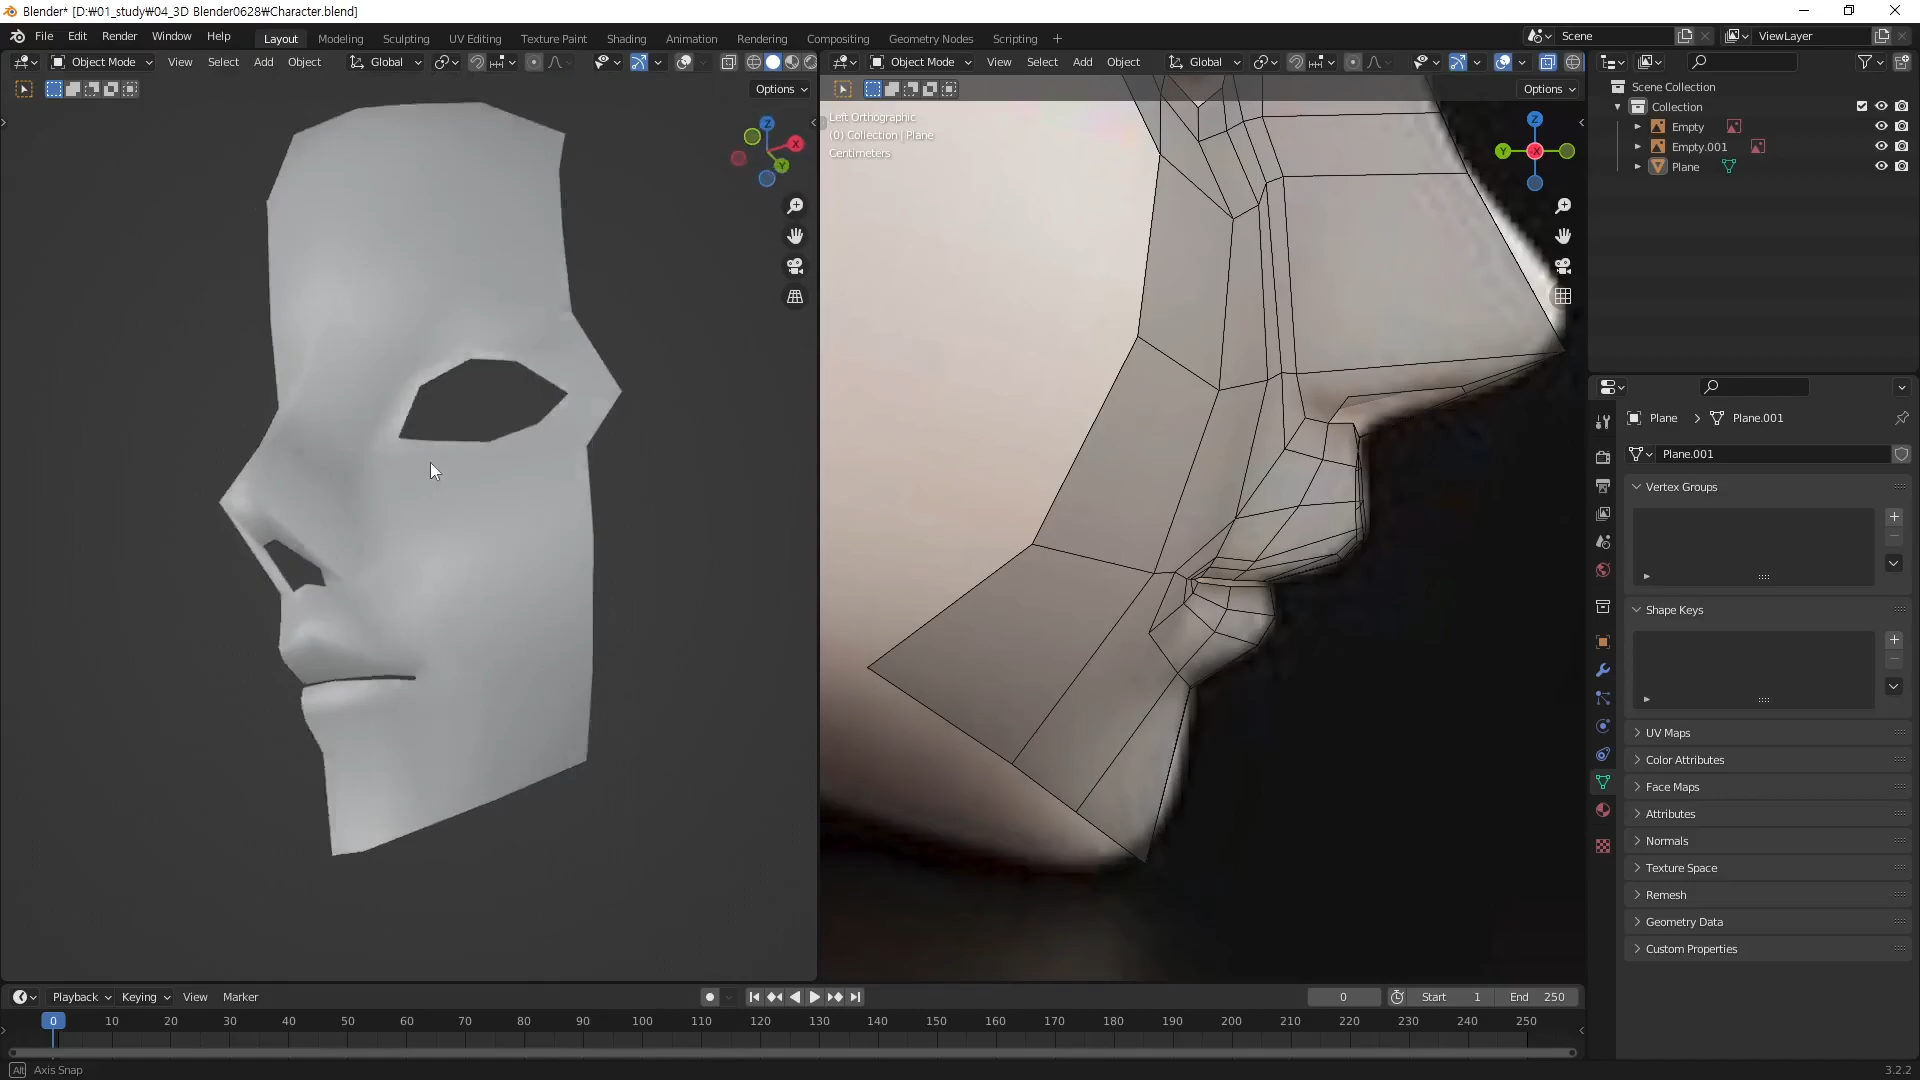 Blender* [D:₩01_study₩04_3D Blender0628₩Character.blend]
File Edit Render Window Help Layout Modeling Sculpting UV Editing Texture Paint Shading Animation Rendering Compositing Geometry Nodes Scripting + Scene ViewLayer
Object Mode View Select Add Object Global
Object Mode View Select Add Object Global
Options
Options
Left Orthographic
(0) Collection | Plane
Centimeters
Z
X
Y
Z
Y
X
Scene Collection
Collection
Empty
Empty.001
Plane
Plane > Plane.001
Plane.001
Vertex Groups
Shape Keys
UV Maps
Color Attributes
Face Maps
Attributes
Normals
Texture Space
Remesh
Geometry Data
Custom Properties
Playback Keying View Marker 0 Start 1 End 250
0 10 20 30 40 50 60 70 80 90 100 110 120 130 140 150 160 170 180 190 200 210 220 230 240 250
Alt Axis Snap 3.2.2